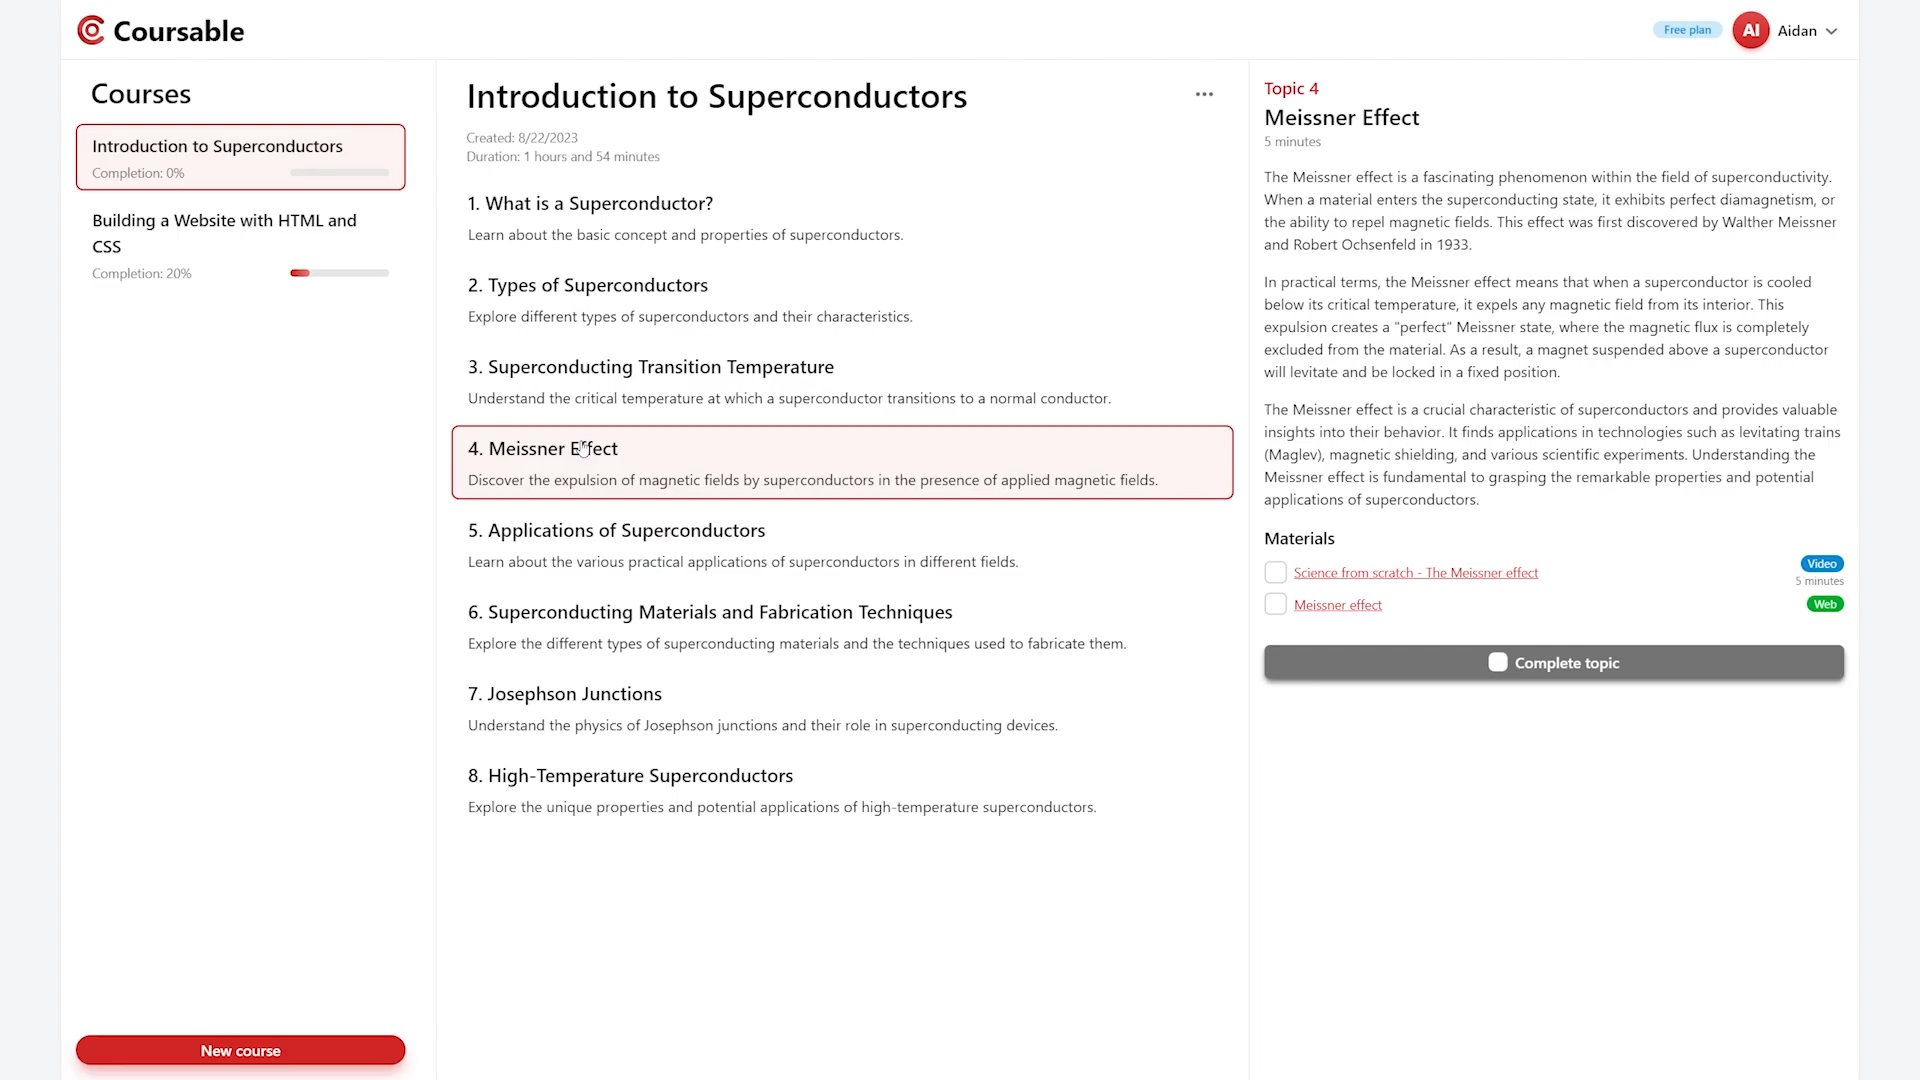 Coursable
Free plan
AI
Aidan
Courses
Introduction to Superconductors
Completion: 0%
Building a Website with HTML and
CSS
Completion: 20%
New course
Introduction to Superconductors
Created: 8/22/2023
Duration: 1 hours and 54 minutes
1. What is a Superconductor?
Learn about the basic concept and properties of superconductors.
2. Types of Superconductors
Explore different types of superconductors and their characteristics.
3. Superconducting Transition Temperature
Understand the critical temperature at which a superconductor transitions to a normal conductor.
4. Meissner Effect
Discover the expulsion of magnetic fields by superconductors in the presence of applied magnetic fields.
5. Applications of Superconductors
Learn about the various practical applications of superconductors in different fields.
6. Superconducting Materials and Fabrication Techniques
Explore the different types of superconducting materials and the techniques used to fabricate them.
7. Josephson Junctions
Understand the physics of Josephson junctions and their role in superconducting devices.
8. High-Temperature Superconductors
Explore the unique properties and potential applications of high-temperature superconductors.
Topic 4
Meissner Effect
5 minutes
The Meissner effect is a fascinating phenomenon within the field of superconductivity.
When a material enters the superconducting state, it exhibits perfect diamagnetism, or
the ability to repel magnetic fields. This effect was first discovered by Walther Meissner
and Robert Ochsenfeld in 1933.
In practical terms, the Meissner effect means that when a superconductor is cooled
below its critical temperature, it expels any magnetic field from its interior. This
expulsion creates a "perfect" Meissner state, where the magnetic flux is completely
excluded from the material. As a result, a magnet suspended above a superconductor
will levitate and be locked in a fixed position.
The Meissner effect is a crucial characteristic of superconductors and provides valuable
insights into their behavior. It finds applications in technologies such as levitating trains
(Maglev), magnetic shielding, and various scientific experiments. Understanding the
Meissner effect is fundamental to grasping the remarkable properties and potential
applications of superconductors.
Materials
Science from scratch - The Meissner effect
Video
5 minutes
Meissner effect
Web
Complete topic